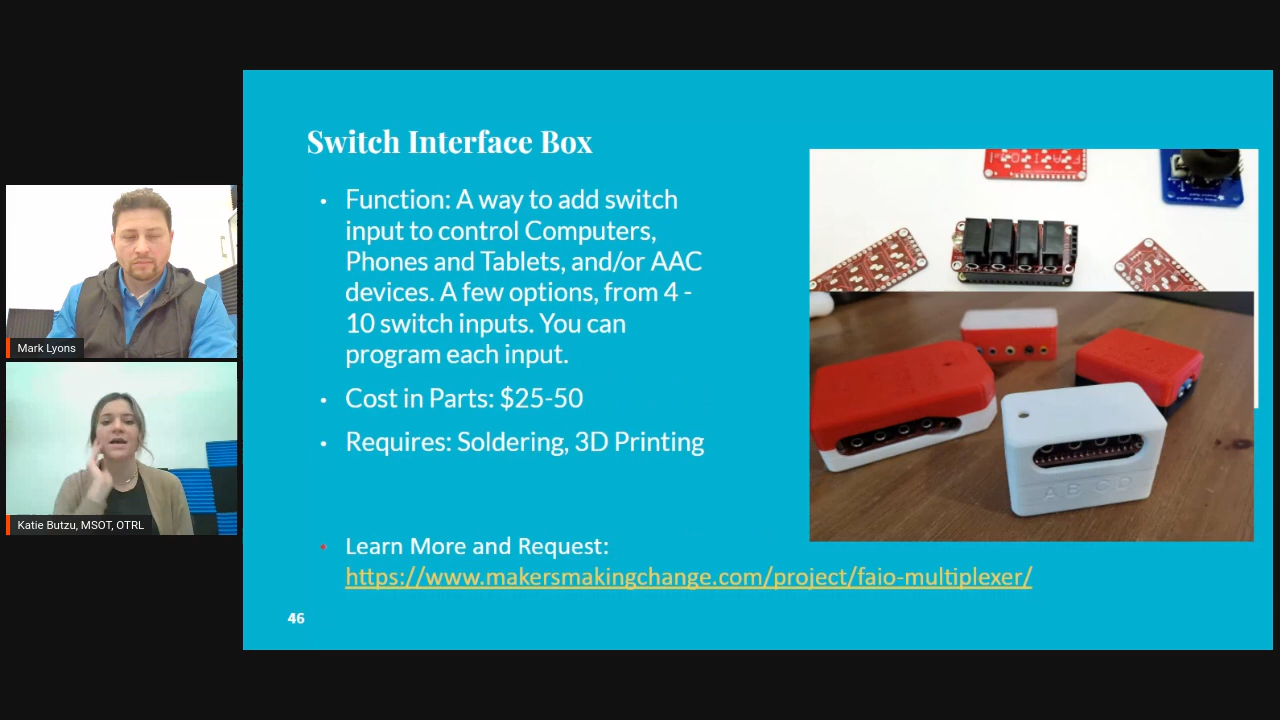 Switch Interface Box
• Function: A way to add switch
input to control Computers,
Phones and Tablets, and/or AAC
devices. A few options, from 4 -
10 switch inputs. You can
program each input.
• Cost in Parts: $25-50
• Requires: Soldering, 3D Printing
• Learn More and Request:
https://www.makersmakingchange.com/project/faio-multiplexer/
46
A B C D
Mark Lyons
Katie Butzu, MSOT, OTRL